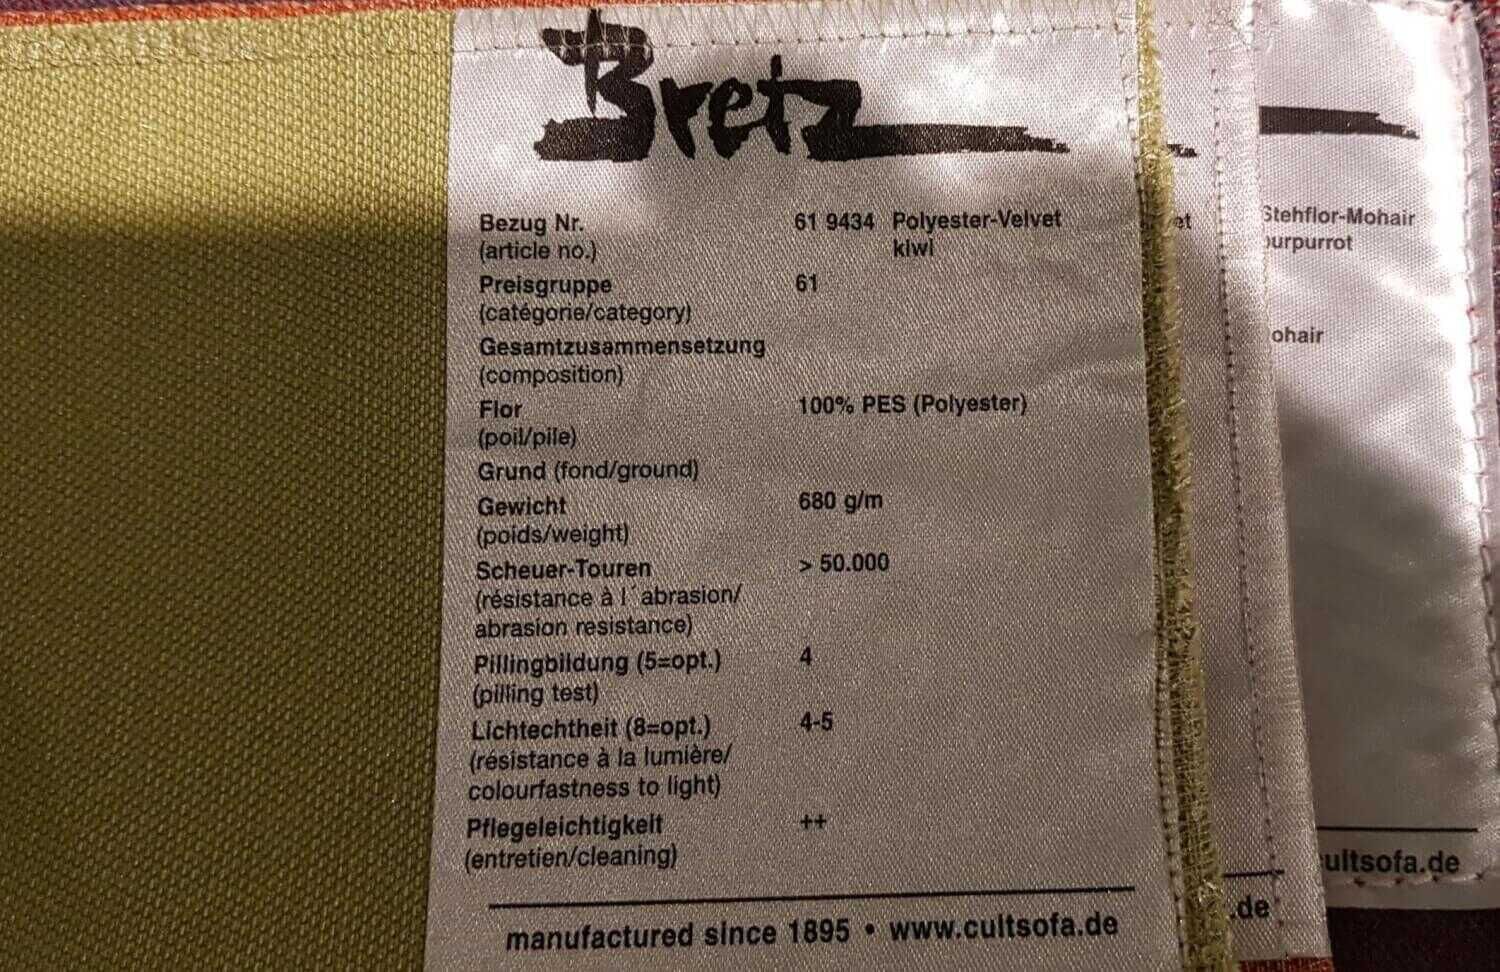 Bretz
Bezug Nr. 61 9434 Polyester-Velvet
(article no.) kiwi
Preisgruppe 61
(catégorie/category)
Gesamtzusammensetzung
(composition)
Flor 100% PES (Polyester)
(poil/pile)
Grund (fond/ground)
Gewicht 680 g/m
(poids/weight)
Scheuer-Touren > 50.000
(résistance à l´abrasion/
abrasion resistance)
Pillingbildung (5=opt.) 4
(pilling test)
Lichtechtheit (8=opt.) 4-5
(résistance à la lumière/
colourfastness to light)
Pflegeleichtigkeit ++
(entretien/cleaning)
manufactured since 1895 • www.cultsofa.de
et
.de
Stehflor-Mohair
purpurrot
ohair
ultsofa.de